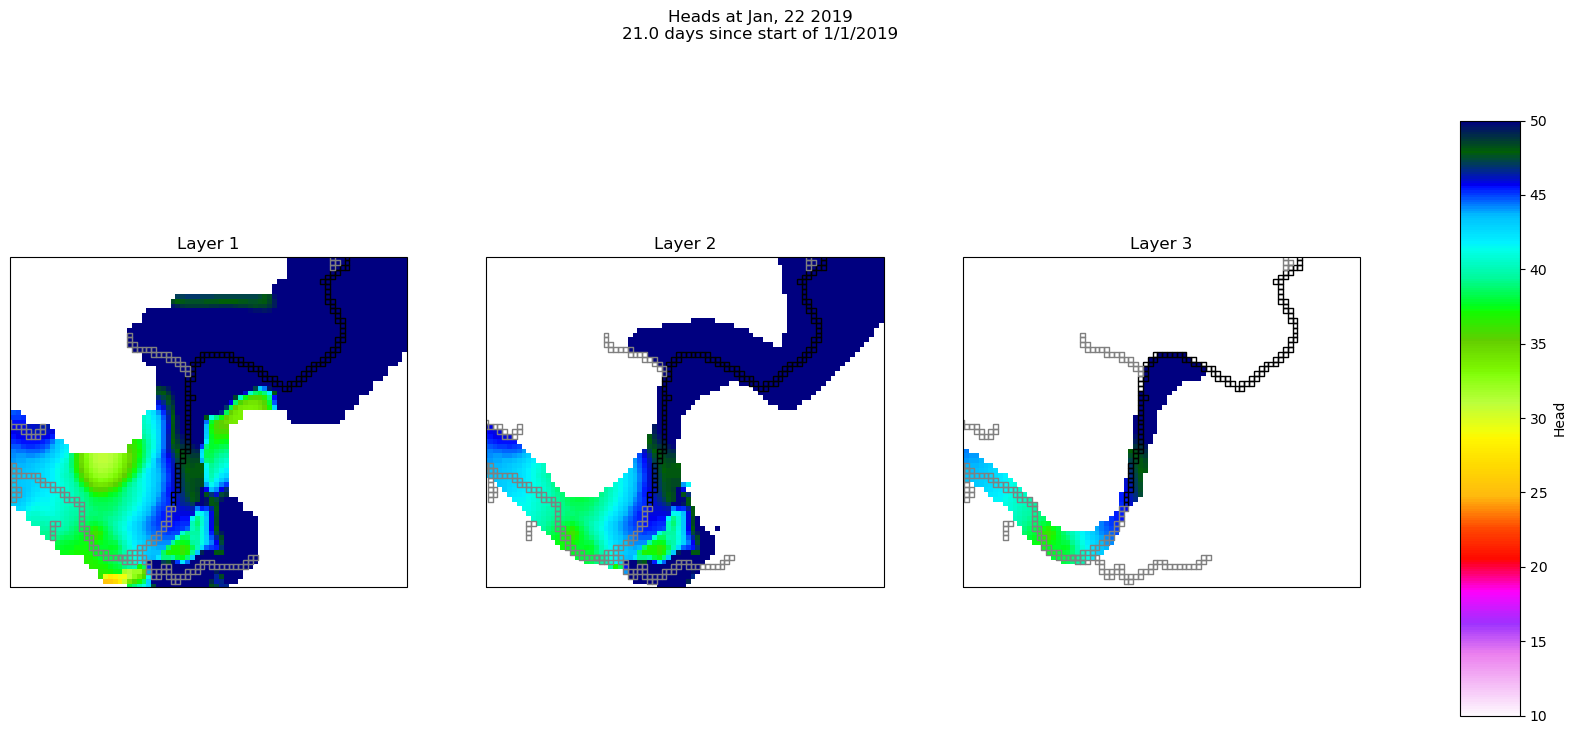 Heads at Jan, 22 2019
21.0 days since start of 1/1/2019
Layer 1
Layer 2
Layer 3
50
45
40
35
30
25
20
15
10
Head